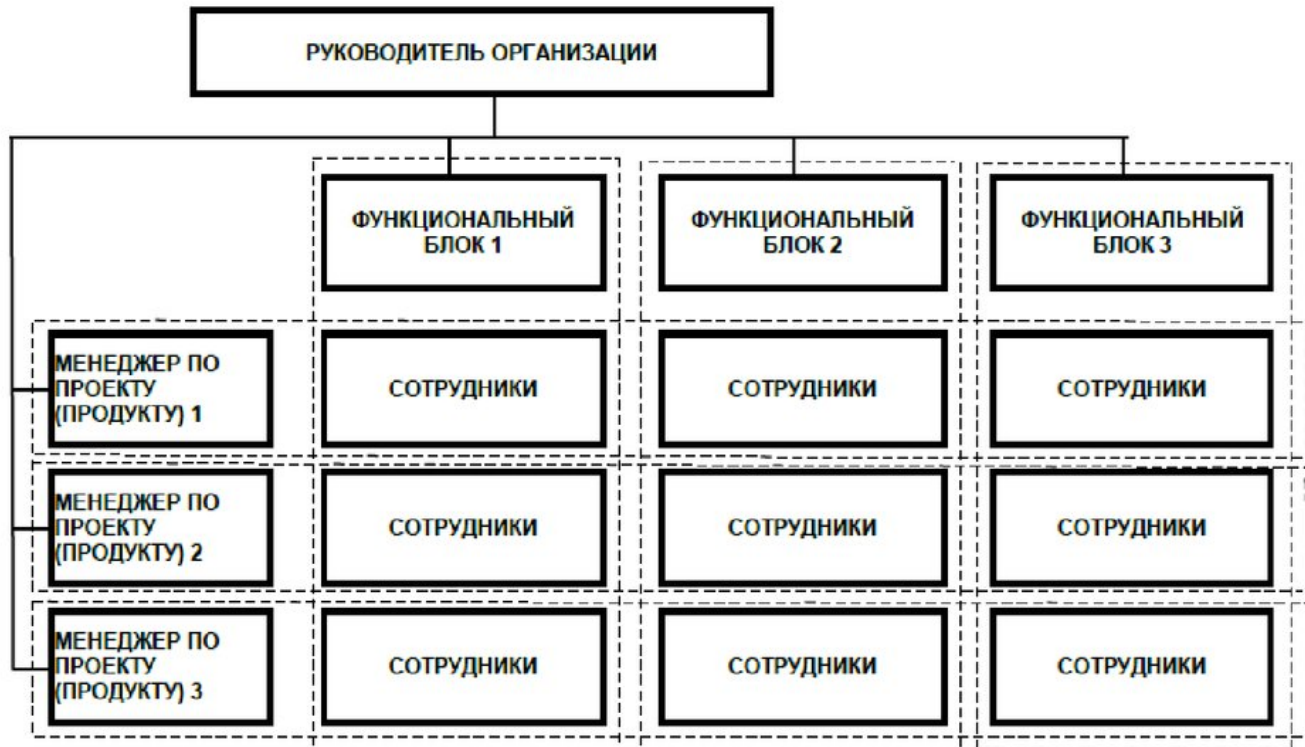 РУКОВОДИТЕЛЬ ОРГАНИЗАЦИИ
ФУНКЦИОНАЛЬНЫЙ
БЛОК 1
ФУНКЦИОНАЛЬНЫЙ
БЛОК 2
ФУНКЦИОНАЛЬНЫЙ
БЛОК 3
МЕНЕДЖЕР ПО
ПРОЕКТУ
(ПРОДУКТУ) 1
СОТРУДНИКИ
СОТРУДНИКИ
СОТРУДНИКИ
МЕНЕДЖЕР ПО
ПРОЕКТУ
(ПРОДУКТУ) 2
СОТРУДНИКИ
СОТРУДНИКИ
СОТРУДНИКИ
МЕНЕДЖЕР ПО
ПРОЕКТУ
(ПРОДУКТУ) 3
СОТРУДНИКИ
СОТРУДНИКИ
СОТРУДНИКИ